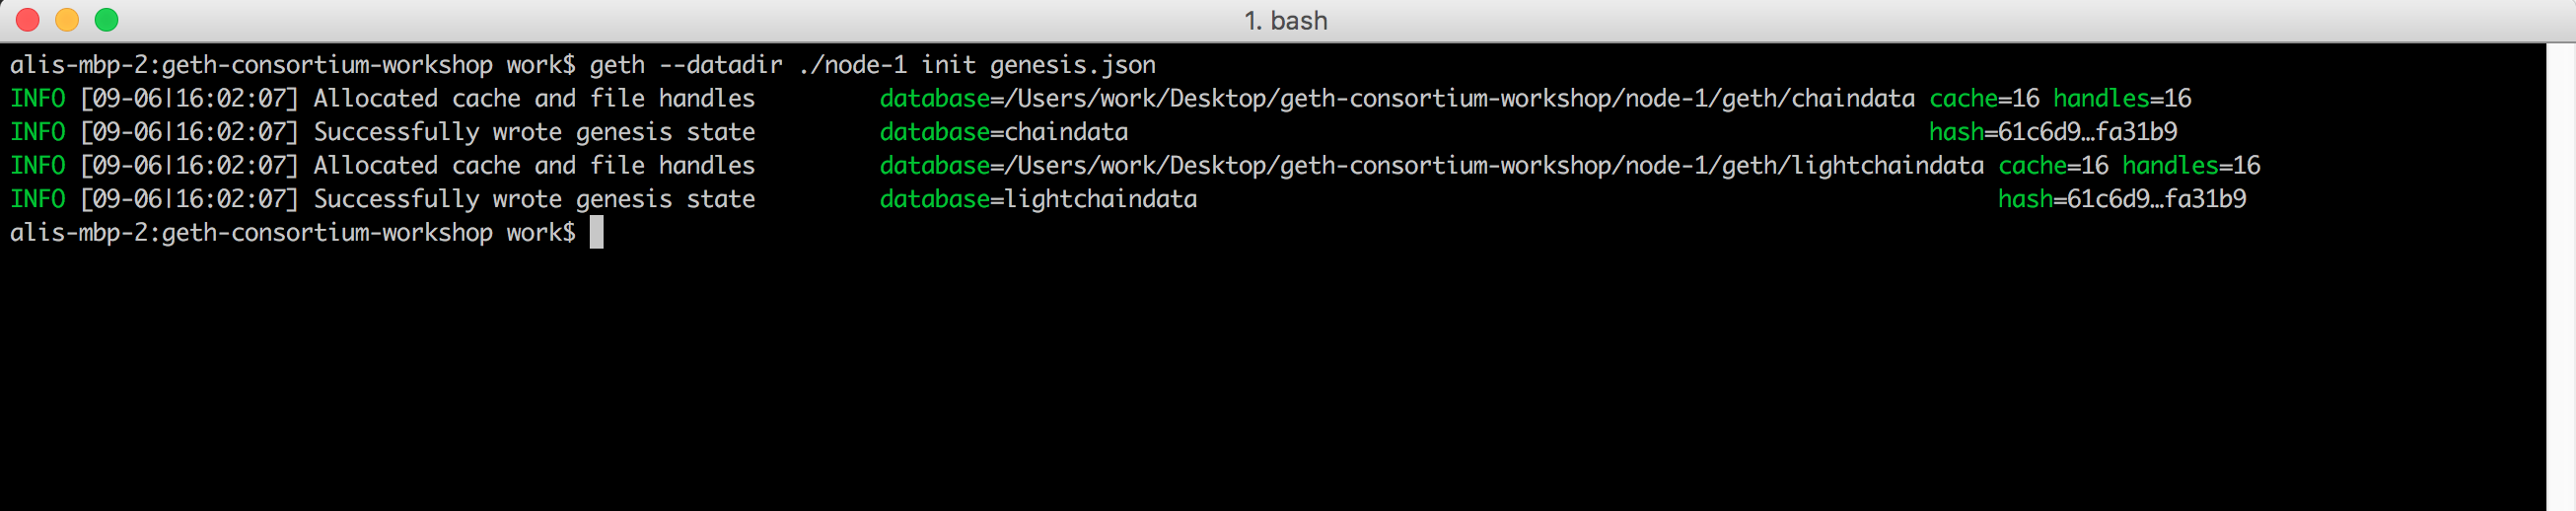 1. bash
alis-mbp-2:geth-consortium-workshop work$ geth --datadir ./node-1 init genesis.json
INFO [09-06|16:02:07] Allocated cache and file handles         database=/Users/work/Desktop/geth-consortium-workshop/node-1/geth/chaindata cache=16 handles=16
INFO [09-06|16:02:07] Successfully wrote genesis state         database=chaindata                                                          hash=61c6d9…fa31b9
INFO [09-06|16:02:07] Allocated cache and file handles         database=/Users/work/Desktop/geth-consortium-workshop/node-1/geth/lightchaindata cache=16 handles=16
INFO [09-06|16:02:07] Successfully wrote genesis state         database=lightchaindata                                                          hash=61c6d9…fa31b9
alis-mbp-2:geth-consortium-workshop work$